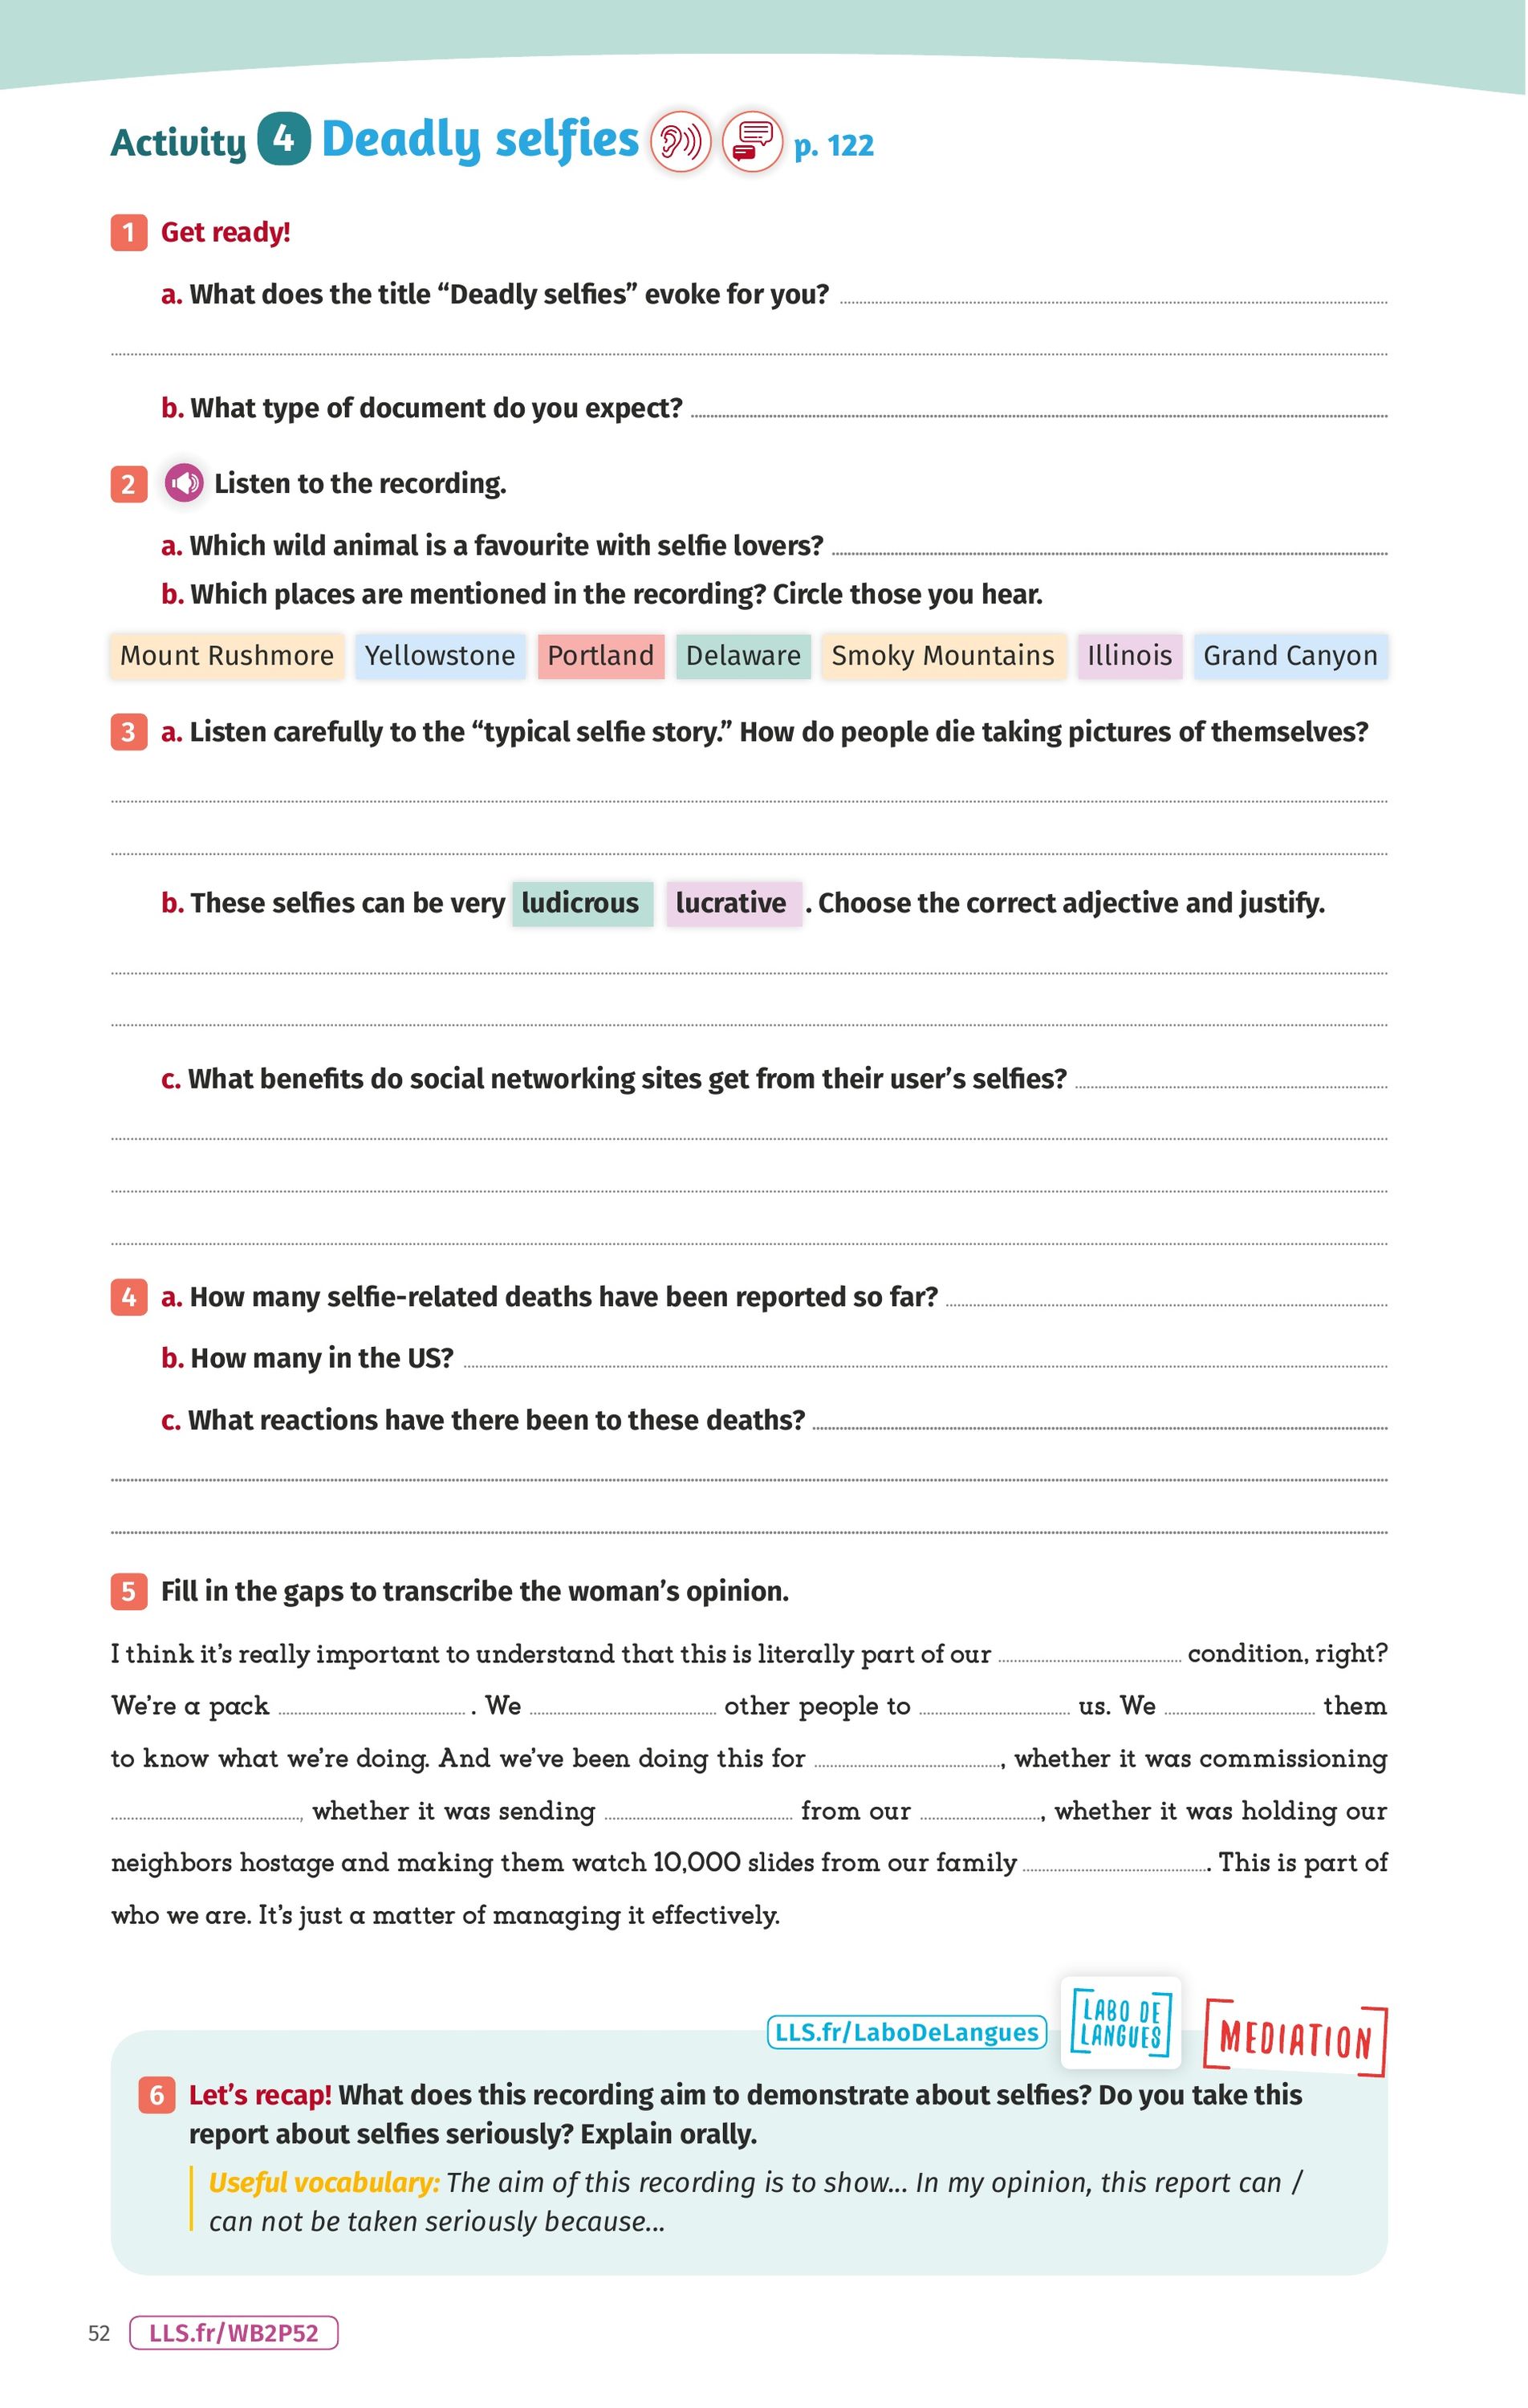 Activity 4 Deadly selfies p. 122
1 Get ready!
a. What does the title “Deadly selfies” evoke for you?
b. What type of document do you expect?
2 Listen to the recording.
a. Which wild animal is a favourite with selfie lovers?
b. Which places are mentioned in the recording? Circle those you hear.
Mount Rushmore Yellowstone Portland Delaware Smoky Mountains Illinois Grand Canyon
3 a. Listen carefully to the “typical selfie story.” How do people die taking pictures of themselves?
b. These selfies can be very ludicrous lucrative . Choose the correct adjective and justify.
c. What benefits do social networking sites get from their user’s selfies?
4 a. How many selfie-related deaths have been reported so far?
b. How many in the US?
c. What reactions have there been to these deaths?
5 Fill in the gaps to transcribe the woman’s opinion.
I think it’s really important to understand that this is literally part of our ........ condition, right?
We’re a pack ........ . We ........ other people to ........ us. We ........ them
to know what we’re doing. And we’ve been doing this for ........, whether it was commissioning
........, whether it was sending ........ from our ........, whether it was holding our
neighbors hostage and making them watch 10,000 slides from our family ......... This is part of
who we are. It’s just a matter of managing it effectively.
LLS.fr/LaboDeLangues
LABO DE
LANGUES
MEDIATION
6 Let’s recap! What does this recording aim to demonstrate about selfies? Do you take this
report about selfies seriously? Explain orally.
Useful vocabulary: The aim of this recording is to show... In my opinion, this report can /
can not be taken seriously because...
52 LLS.fr/WB2P52